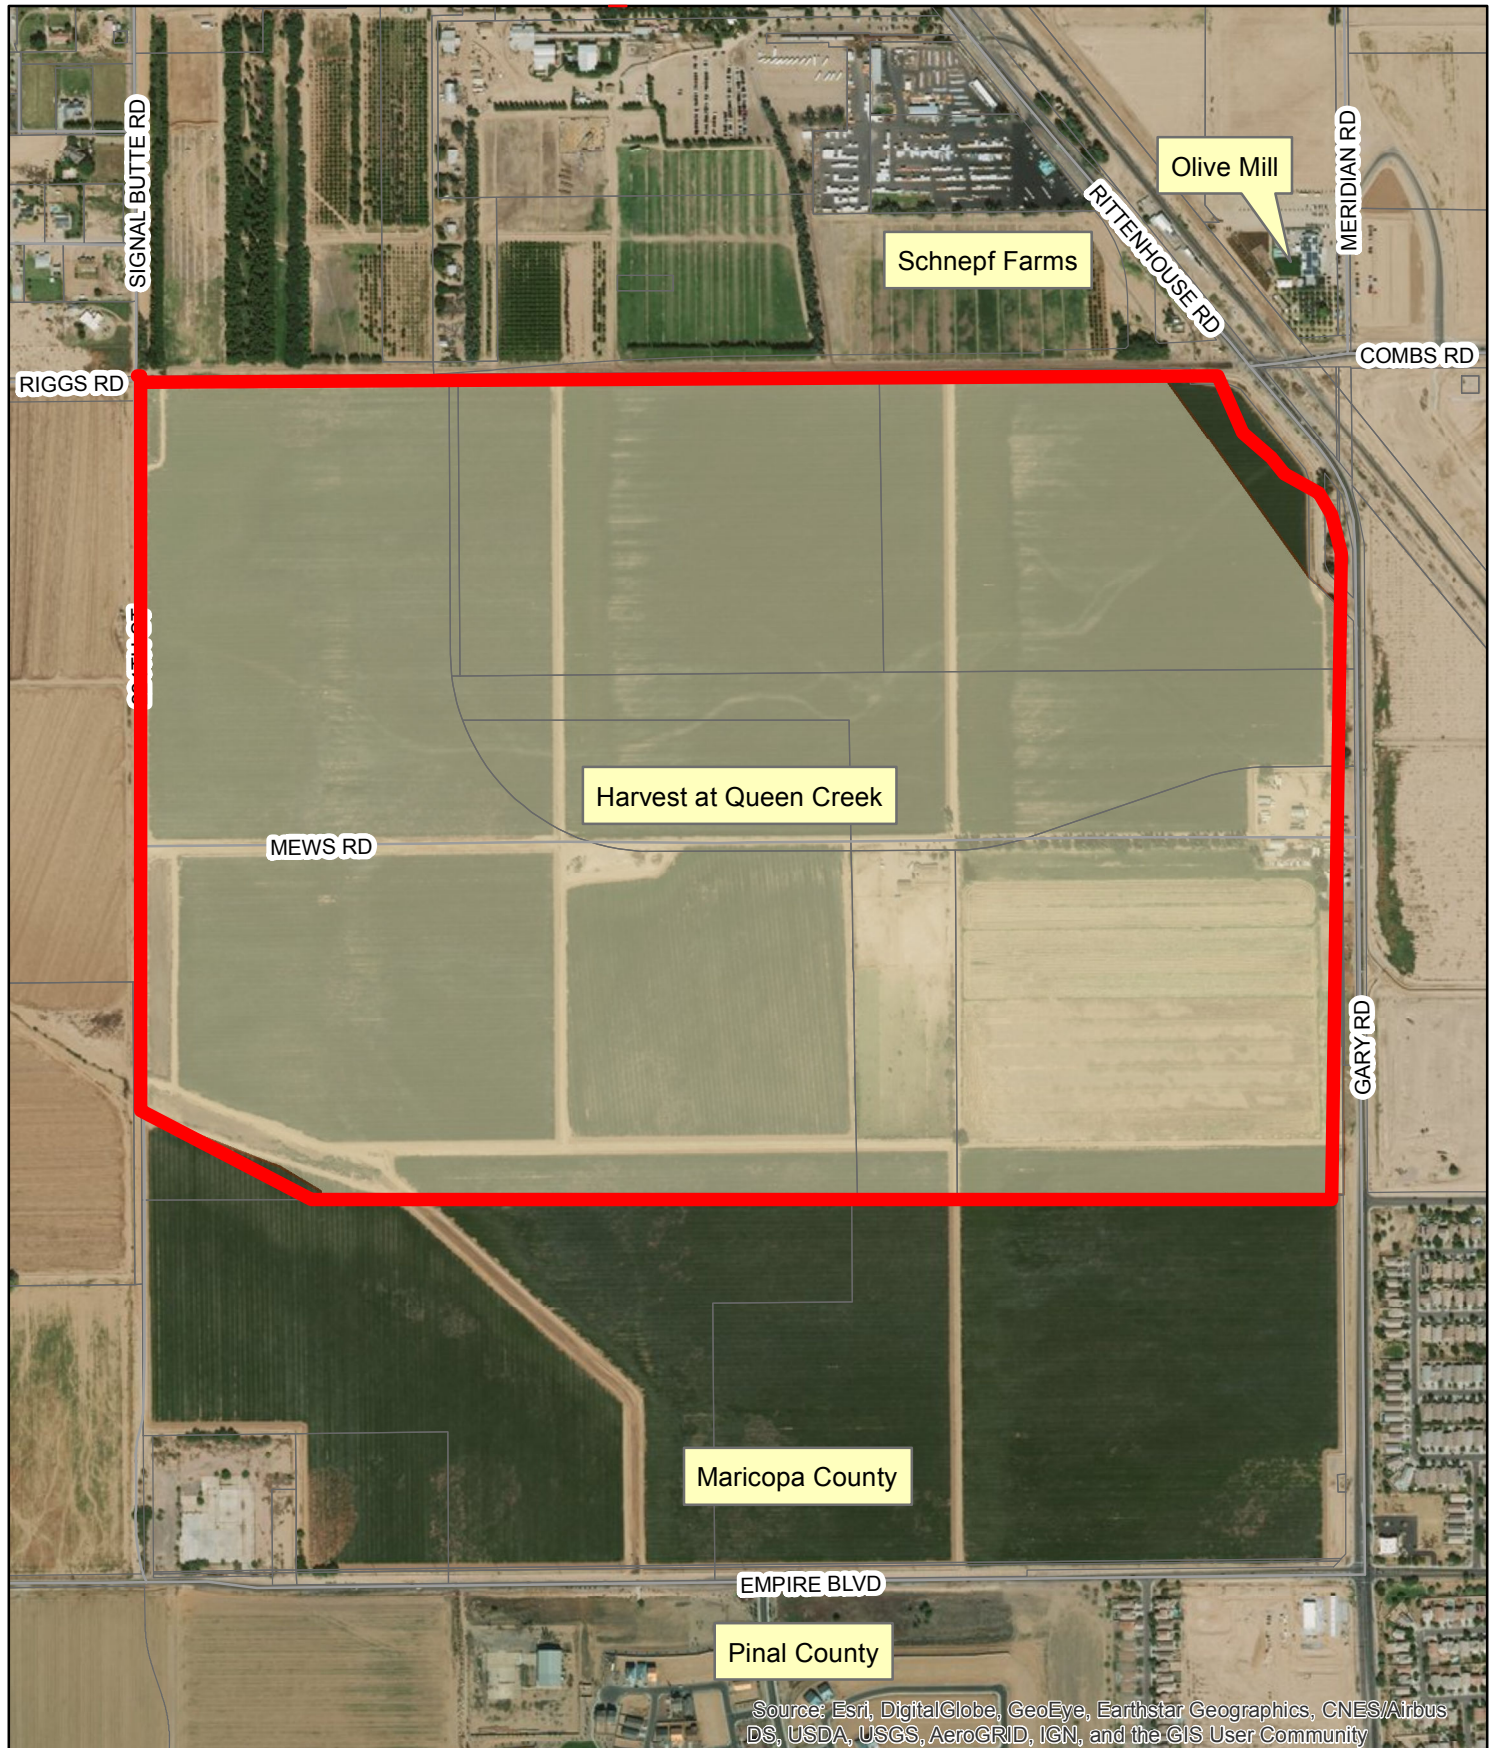 SIGNAL BUTTE RD
Olive Mill
MERIDIAN RD
RITTENHOUSE RD
Schnepf Farms
COMBS RD
RIGGS RD
Harvest at Queen Creek
MEWS RD
GARY RD
Maricopa County
EMPIRE BLVD
Pinal County
Source: Esri, DigitalGlobe, GeoEye, Earthstar Geographics, CNES/Airbus
DS, USDA, USGS, AeroGRID, IGN, and the GIS User Community